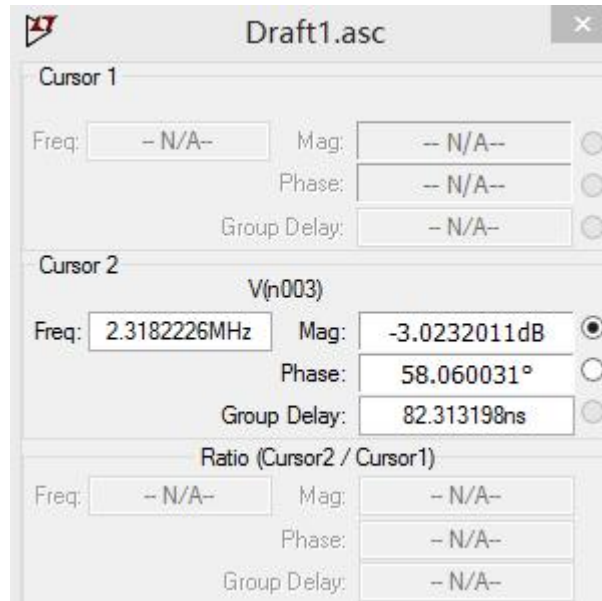 Draft1.asc
Cursor 1
Freq: -- N/A-- Mag: -- N/A--
Phase: -- N/A--
Group Delay: -- N/A--
Cursor 2
V(n003)
Freq: 2.3182226MHz Mag: -3.0232011dB
Phase: 58.060031°
Group Delay: 82.313198ns
Ratio (Cursor2 / Cursor1)
Freq: -- N/A-- Mag: -- N/A--
Phase: -- N/A--
Group Delay: -- N/A--